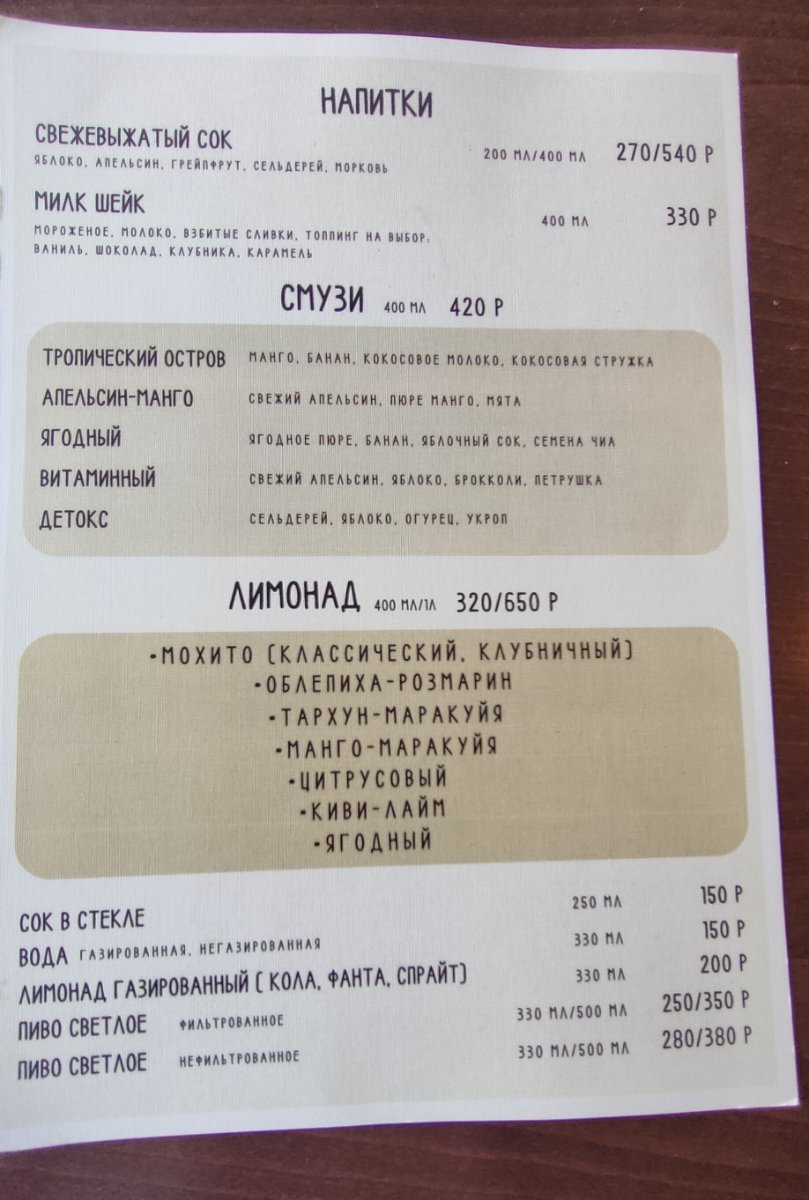 НАПИТКИ
СВЕЖЕВЫЖАТЫЙ СОК 200 МЛ/400 МЛ 270/540 Р
ЯБЛОКО, АПЕЛЬСИН, ГРЕЙПФРУТ, СЕЛЬДЕРЕЙ, МОРКОВЬ
МИЛК ШЕЙК 400 МЛ 330 Р
МОРОЖЕНОЕ, МОЛОКО, ВЗБИТЫЕ СЛИВКИ, ТОППИНГ НА ВЫБОР:
ВАНИЛЬ, ШОКОЛАД, КЛУБНИКА, КАРАМЕЛЬ
СМУЗИ 400 МЛ 420 Р
ТРОПИЧЕСКИЙ ОСТРОВ МАНГО, БАНАН, КОКОСОВОЕ МОЛОКО, КОКОСОВАЯ СТРУЖКА
АПЕЛЬСИН-МАНГО СВЕЖИЙ АПЕЛЬСИН, ПЮРЕ МАНГО, МЯТА
ЯГОДНЫЙ ЯГОДНОЕ ПЮРЕ, БАНАН, ЯБЛОЧНЫЙ СОК, СЕМЕНА ЧИА
ВИТАМИННЫЙ СВЕЖИЙ АПЕЛЬСИН, ЯБЛОКО, БРОККОЛИ, ПЕТРУШКА
ДЕТОКС СЕЛЬДЕРЕЙ, ЯБЛОКО, ОГУРЕЦ, УКРОП
ЛИМОНАД 400 МЛ/1Л 320/650 Р
•МОХИТО (КЛАССИЧЕСКИЙ, КЛУБНИЧНЫЙ)
•ОБЛЕПИХА-РОЗМАРИН
•ТАРХУН-МАРАКУЙЯ
•МАНГО-МАРАКУЙЯ
•ЦИТРУСОВЫЙ
•КИВИ-ЛАЙМ
•ЯГОДНЫЙ
СОК В СТЕКЛЕ 250 МЛ 150 Р
ВОДА ГАЗИРОВАННАЯ, НЕГАЗИРОВАННАЯ 330 МЛ 150 Р
ЛИМОНАД ГАЗИРОВАННЫЙ ( КОЛА, ФАНТА, СПРАЙТ) 330 МЛ 200 Р
ПИВО СВЕТЛОЕ ФИЛЬТРОВАННОЕ 330 МЛ/500 МЛ 250/350 Р
ПИВО СВЕТЛОЕ НЕФИЛЬТРОВАННОЕ 330 МЛ/500 МЛ 280/380 Р